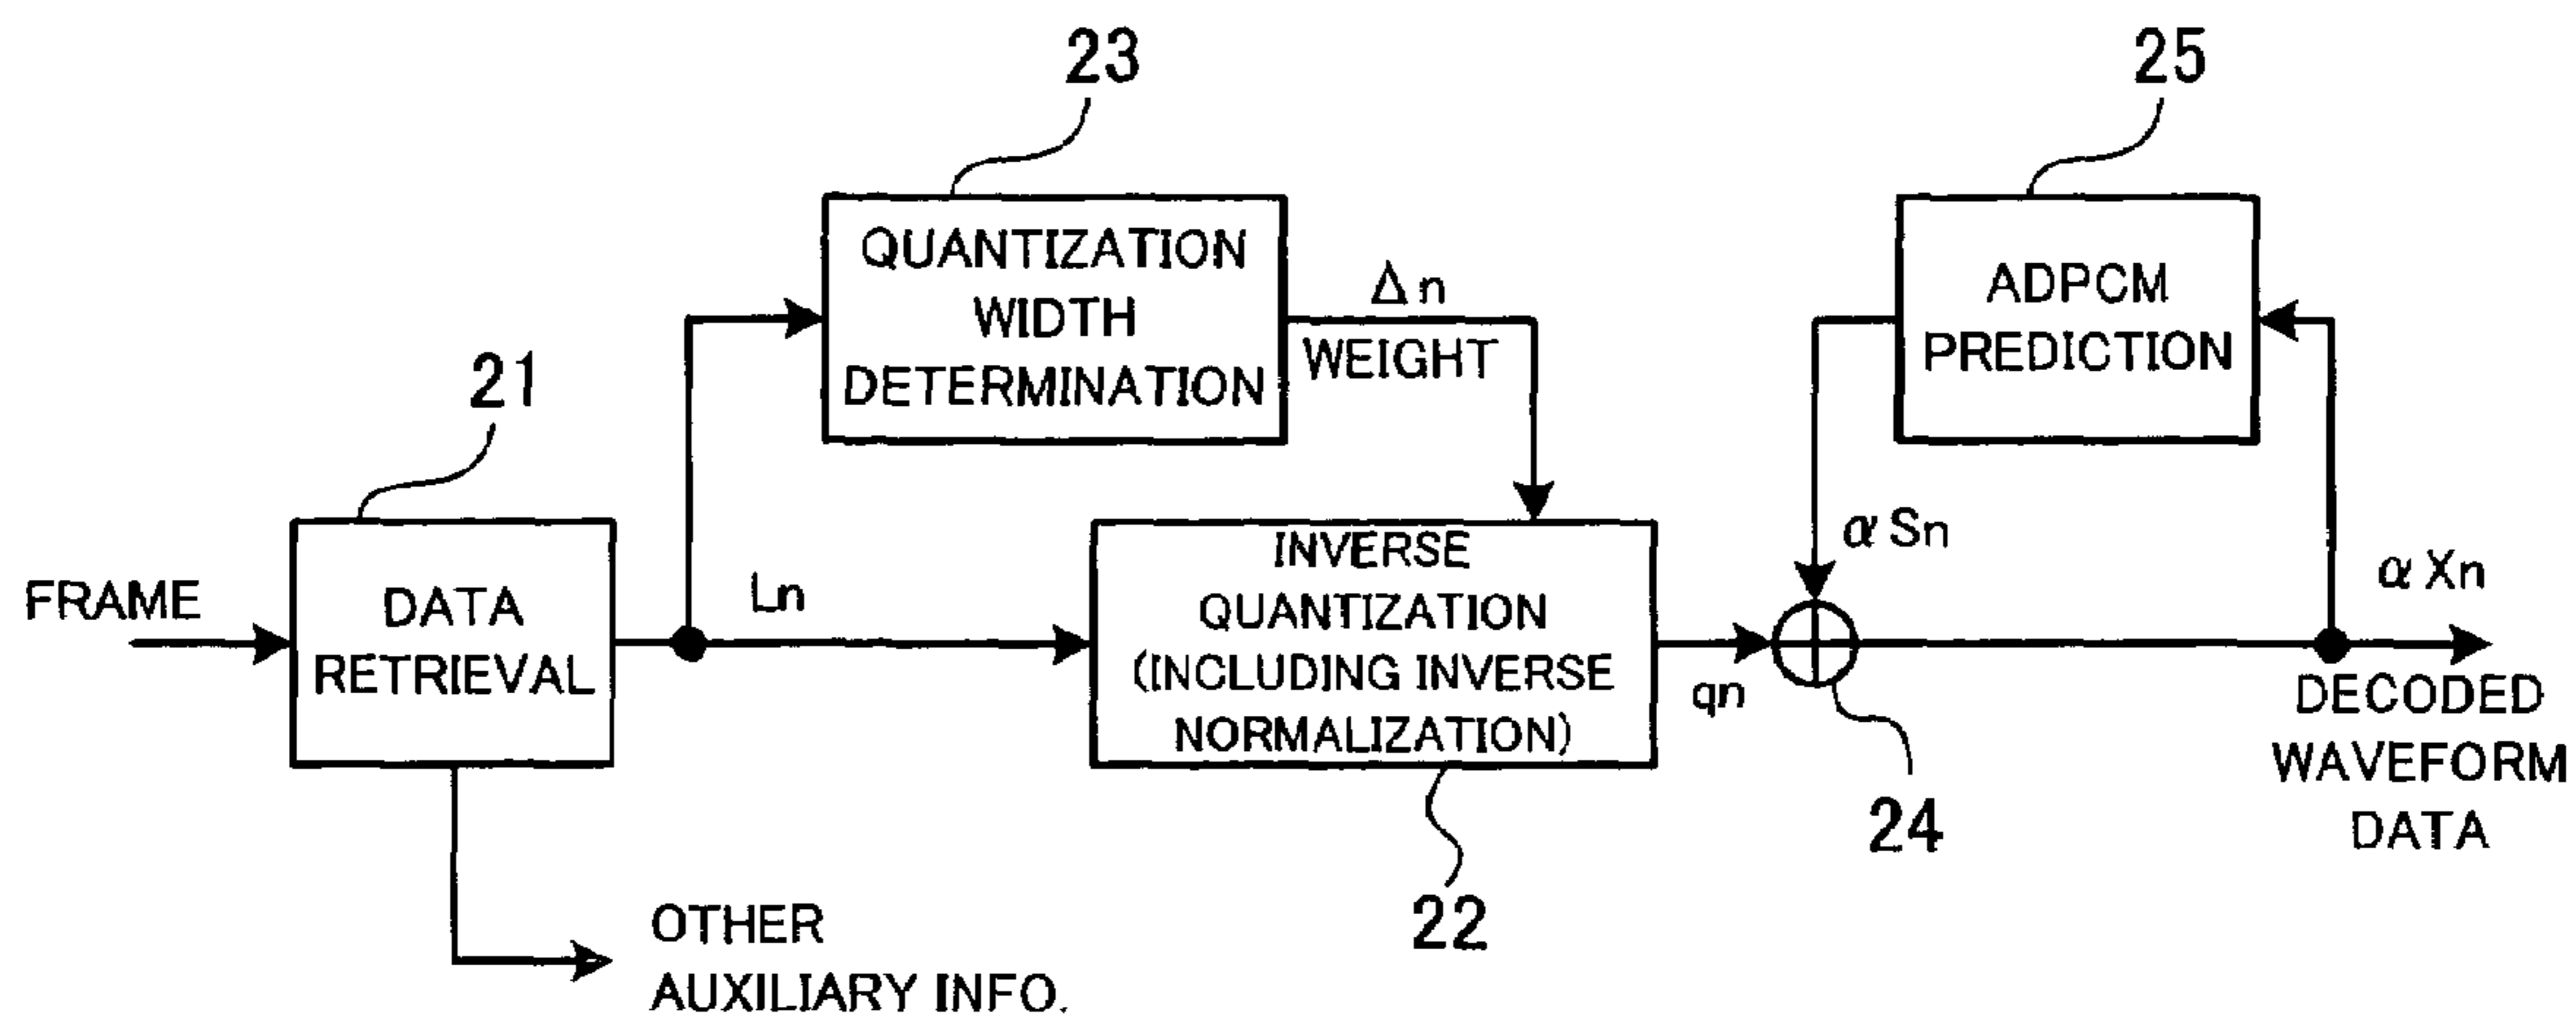 23
25
QUANTIZATION
WIDTH
DETERMINATION
Δn
WEIGHT
ADPCM
PREDICTION
21
FRAME
DATA
RETRIEVAL
Ln
INVERSE
QUANTIZATION
(INCLUDING INVERSE
NORMALIZATION)
αSn
qn
αXn
DECODED
WAVEFORM
DATA
24
22
OTHER
AUXILIARY INFO.